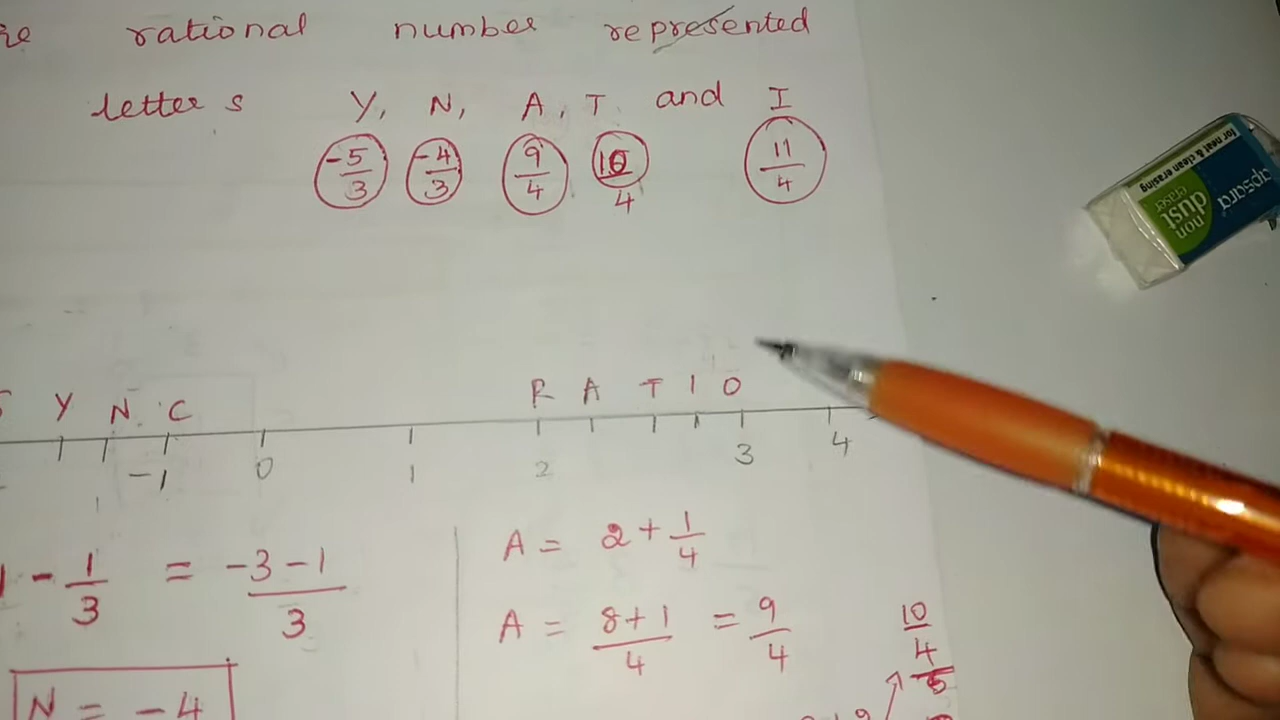 rational number represented
letters Y, N, A, T and I
-5/3 -4/3 9/4 10/4 11/4
for neat & clean erasing
apsara
non
dust
eraser
Y N C R A T I O
-1 0 1 2 3 4
- 1/3 = -3-1/3
A = 2 + 1/4
A = 8+1/4 = 9/4
10/4
N = -4